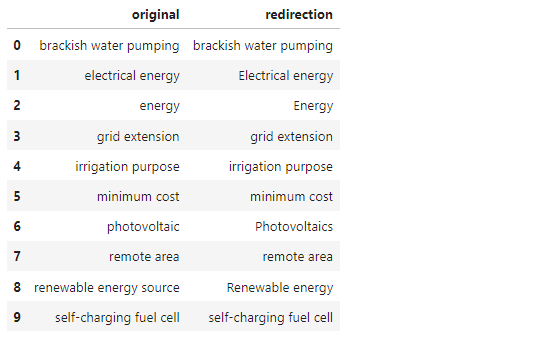 original redirection
0 brackish water pumping brackish water pumping
1 electrical energy Electrical energy
2 energy Energy
3 grid extension grid extension
4 irrigation purpose irrigation purpose
5 minimum cost minimum cost
6 photovoltaic Photovoltaics
7 remote area remote area
8 renewable energy source Renewable energy
9 self-charging fuel cell self-charging fuel cell